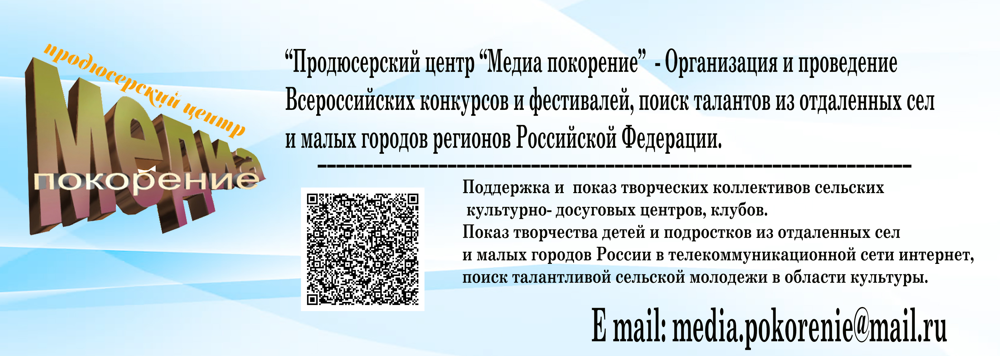 продюсерский центр
Медиа
покорение
“Продюсерский центр “Медиа покорение” - Организация и проведение
Всероссийских конкурсов и фестивалей, поиск талантов из отдаленных сел
и малых городов регионов Российской Федерации.
Поддержка и показ творческих коллективов сельских
культурно- досуговых центров, клубов.
Показ творчества детей и подростков из отдаленных сел
и малых городов России в телекоммуникационной сети интернет,
поиск талантливой сельской молодежи в области культуры.
E mail: media.pokorenie@mail.ru